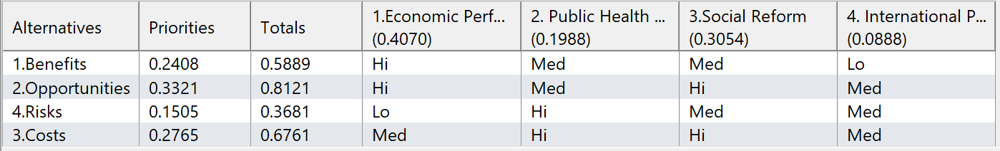 Alternatives Priorities Totals 1.Economic Perf... (0.4070) 2. Public Health ... (0.1988) 3.Social Reform (0.3054) 4. International P... (0.0888)
1.Benefits 0.2408 0.5889 Hi Med Med Lo
2.Opportunities 0.3321 0.8121 Hi Med Hi Med
4.Risks 0.1505 0.3681 Lo Hi Med Med
3.Costs 0.2765 0.6761 Med Hi Hi Med